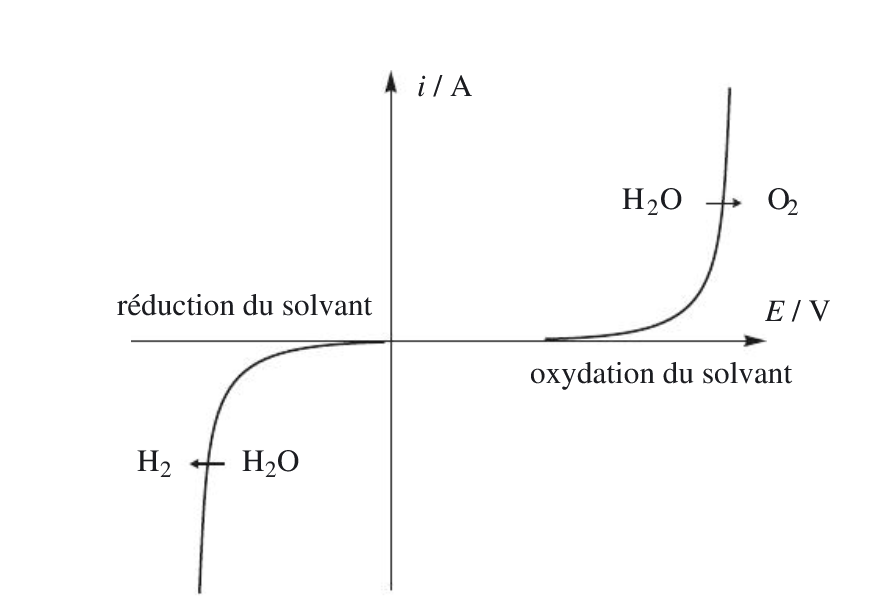 i / A
H₂O → O₂
réduction du solvant
E / V
oxydation du solvant
H₂ ← H₂O